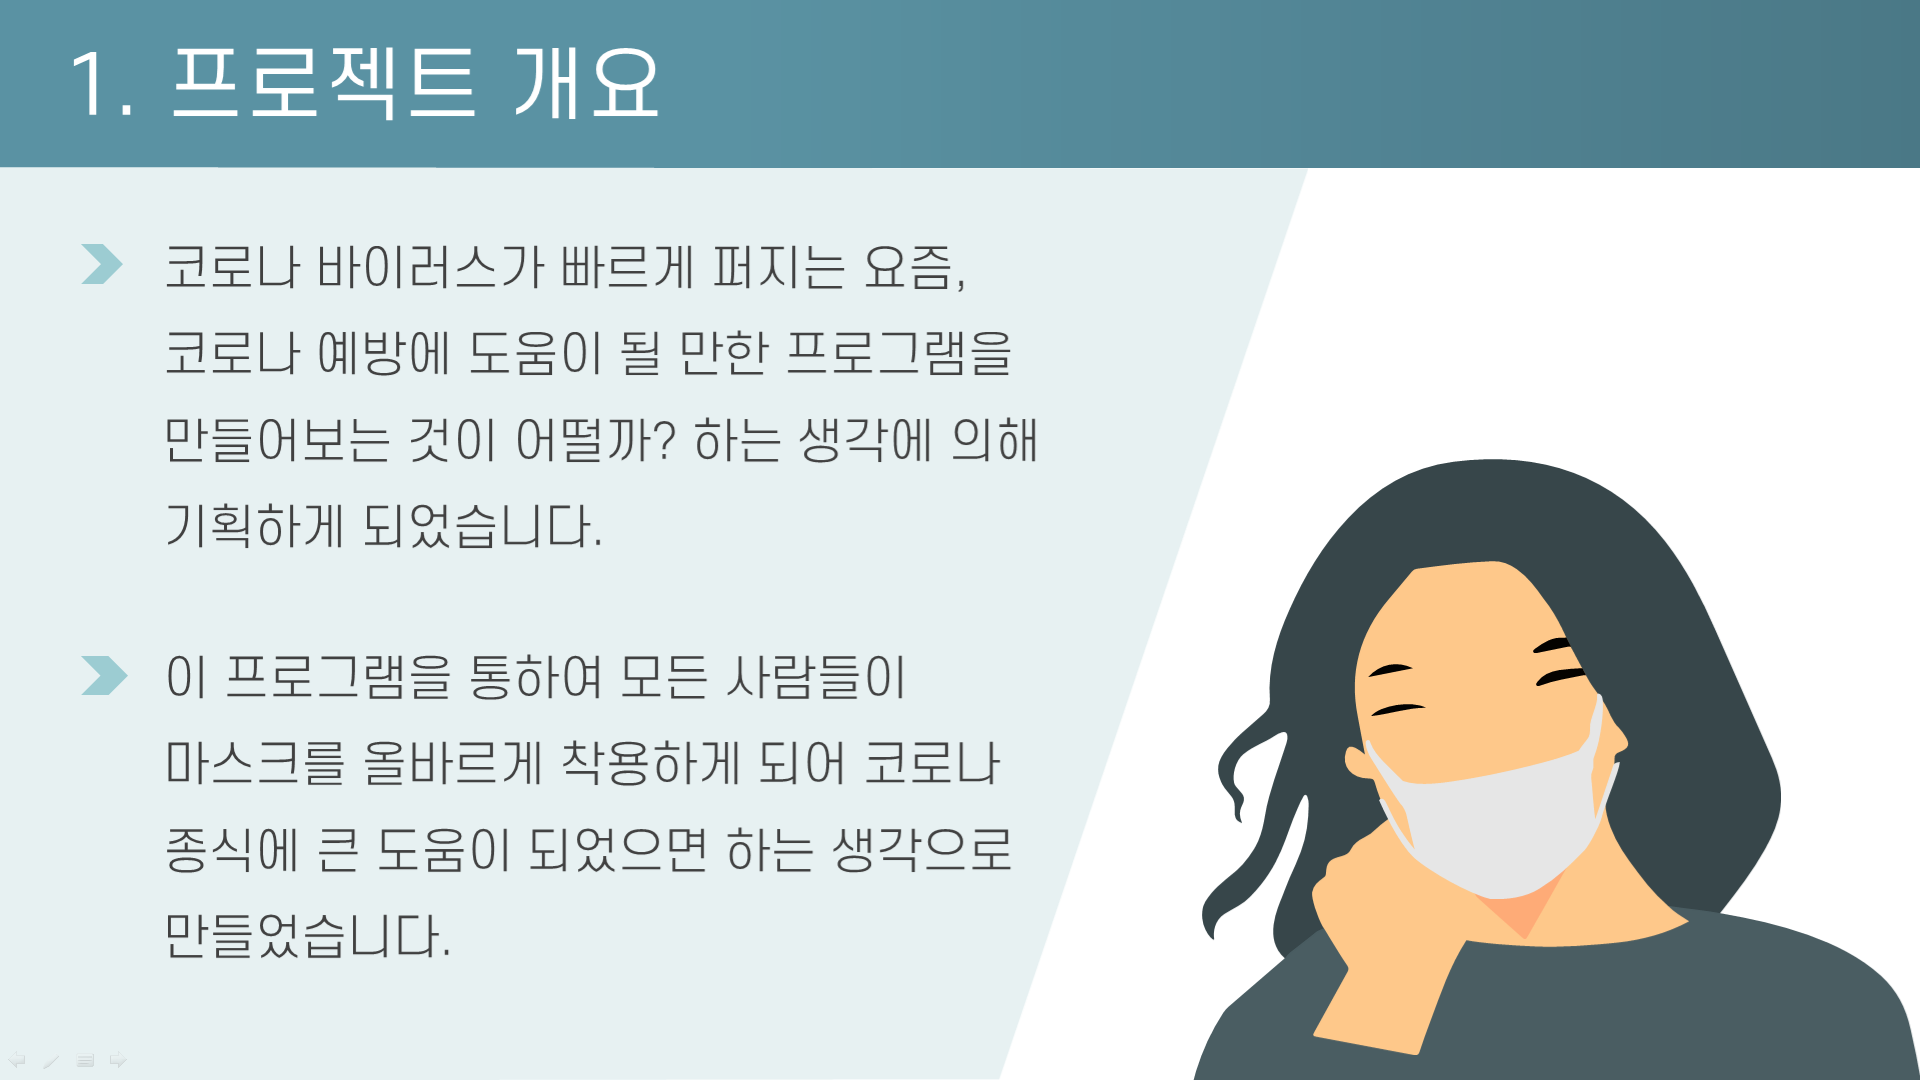 1. 프로젝트 개요
코로나 바이러스가 빠르게 퍼지는 요즘,
코로나 예방에 도움이 될 만한 프로그램을
만들어보는 것이 어떨까? 하는 생각에 의해
기획하게 되었습니다.
이 프로그램을 통하여 모든 사람들이
마스크를 올바르게 착용하게 되어 코로나
종식에 큰 도움이 되었으면 하는 생각으로
만들었습니다.